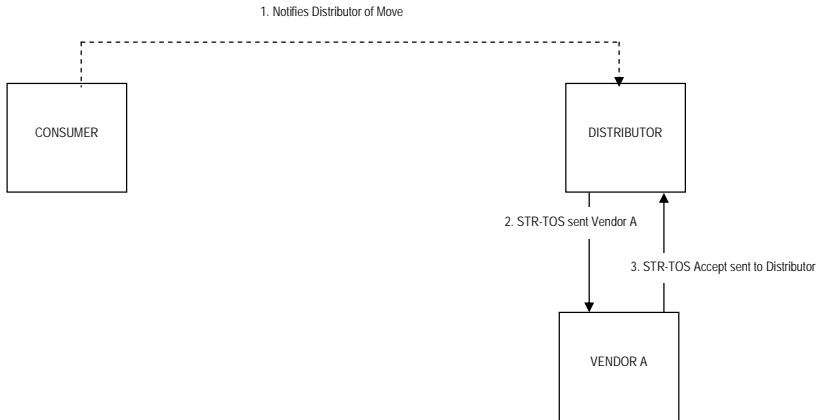 1. Notifies Distributor of Move
CONSUMER
DISTRIBUTOR
2. STR-TOS sent Vendor A
3. STR-TOS Accept sent to Distributor
VENDOR A